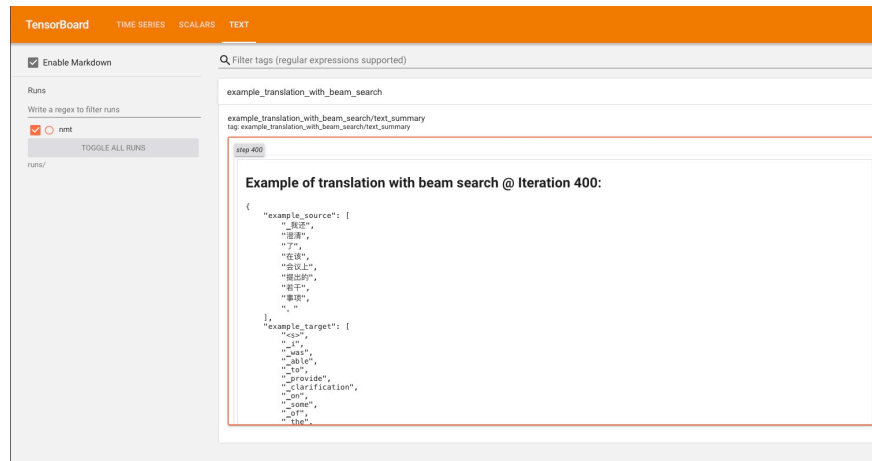 TensorBoard TIME SERIES SCALARS TEXT
Enable Markdown
Filter tags (regular expressions supported)
Runs
Write a regex to filter runs
nmt
TOGGLE ALL RUNS
runs/
example_translation_with_beam_search
example_translation_with_beam_search/text_summary
tag: example_translation_with_beam_search/text_summary
step 400
Example of translation with beam search @ Iteration 400:
{
"example_source": [
"_我还",
"澄清",
"了",
"在该",
"会议上",
"提出的",
"若干",
"事项",
"。"
],
"example_target": [
"<s>",
"_i",
"_was",
"_able",
"_to",
"_provide",
"_clarification",
"_on",
"_some",
"_of",
"_the",